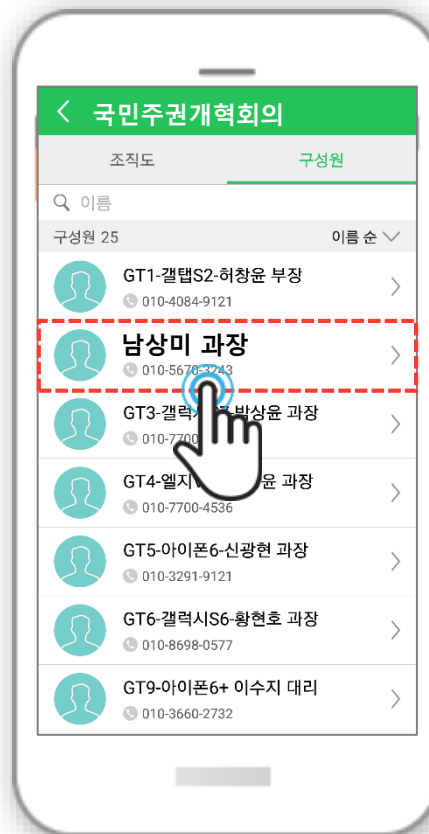 국민주권개혁회의
조직도 구성원
이름
구성원 25 이름 순
GT1-갤탭S2-허창윤 부장
010-4084-9121
남상미 과장
010-5670-3243
GT3-갤럭 박상윤 과장
010-7700
GT4-엘지 윤 과장
010-7700-4536
GT5-아이폰6-신광현 과장
010-3291-9121
GT6-갤럭시S6-황현호 과장
010-8698-0577
GT9-아이폰6+ 이수지 대리
010-3660-2732